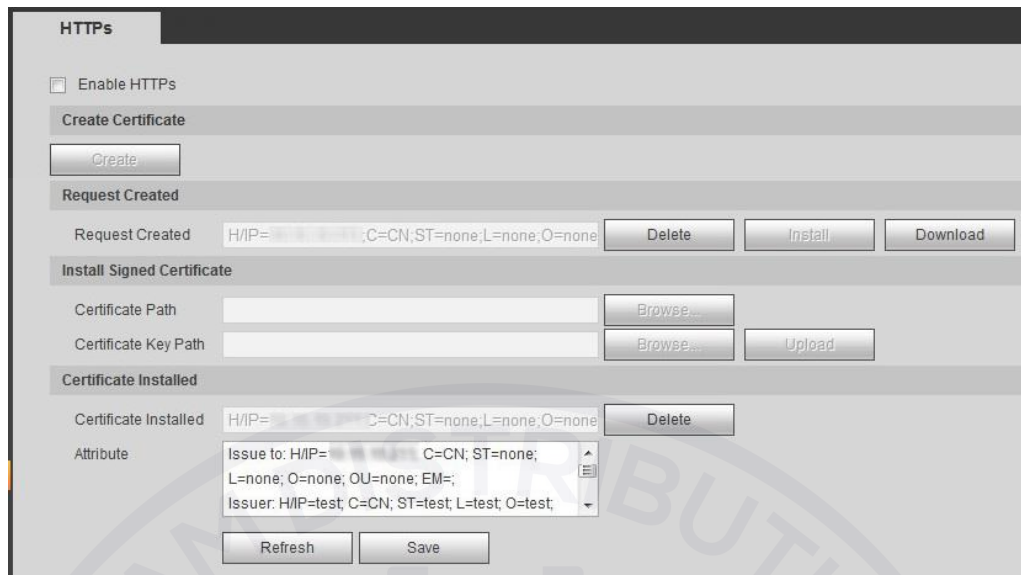 HTTPs
Enable HTTPs
Create Certificate
Create
Request Created
Request Created H/IP= ;C=CN;ST=none;L=none;O=none Delete Install Download
Install Signed Certificate
Certificate Path Browse...
Certificate Key Path Browse... Upload
Certificate Installed
Certificate Installed H/IP= C=CN;ST=none;L=none;O=none Delete
Attribute Issue to: H/IP= C=CN; ST=none;
L=none; O=none; OU=none; EM=;
Issuer: H/IP=test; C=CN; ST=test; L=test; O=test;
Refresh Save